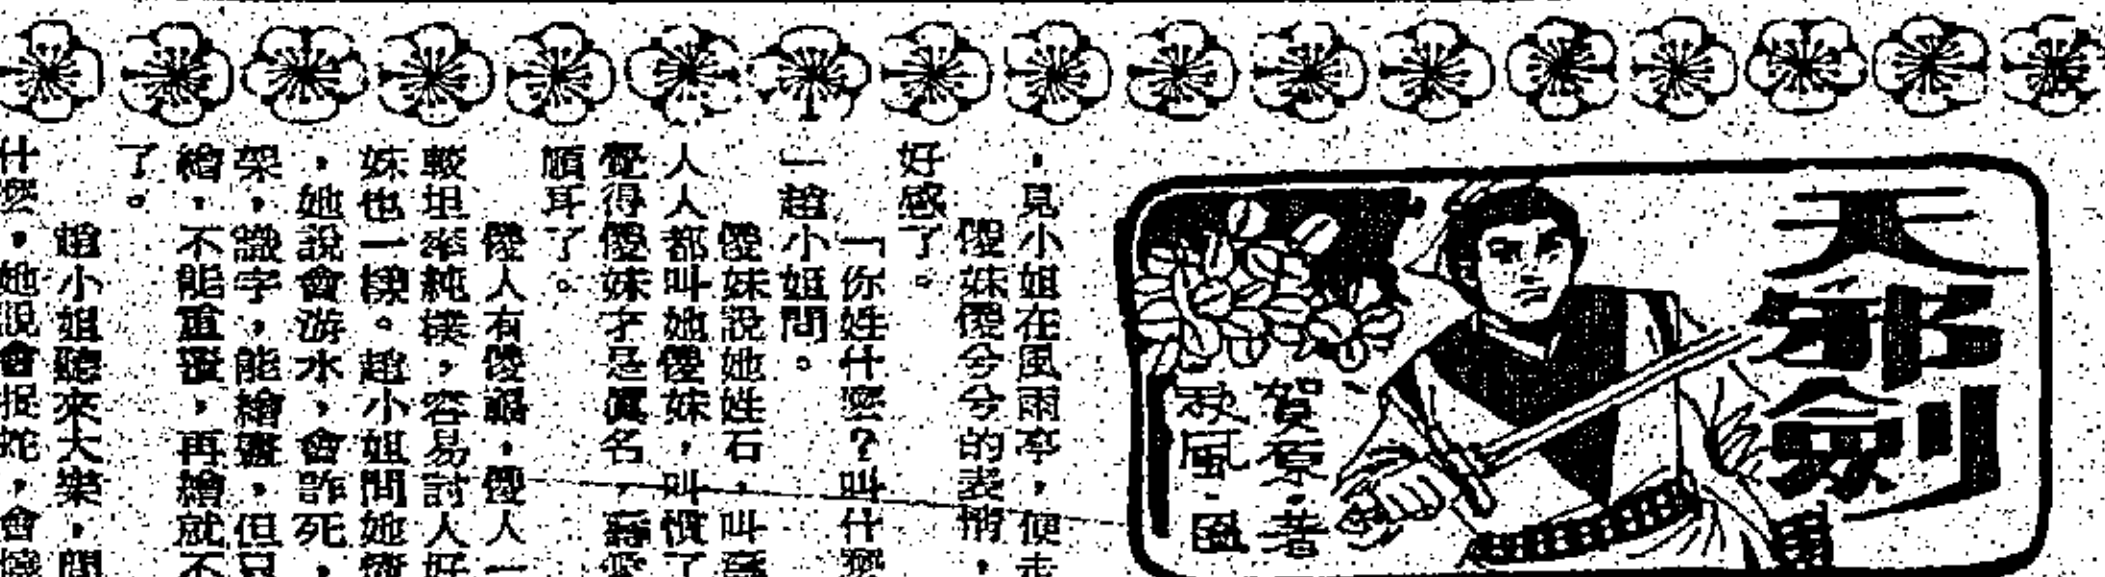 天邪劍
賀京·著
秋風·圖
，見小姐在風雨亭，便走
傻妹傻兮兮的表情，
好感了。
「你姓什麼？叫什麼
」趙小姐問。
傻妹說她姓石，叫
人人都叫她傻妹，叫慣了
覺得傻妹才是真名，
順耳了。
傻人有傻福，傻人一
較坦率純樸，容易討人好
妹也一樣。趙小姐問她
，她說會游水，會詐死，
架，識字，能繪畫，但只
繪，不能重覆，再繪就不
了。
趙小姐聽來大樂，問
什麼，她說會捉蛇，會